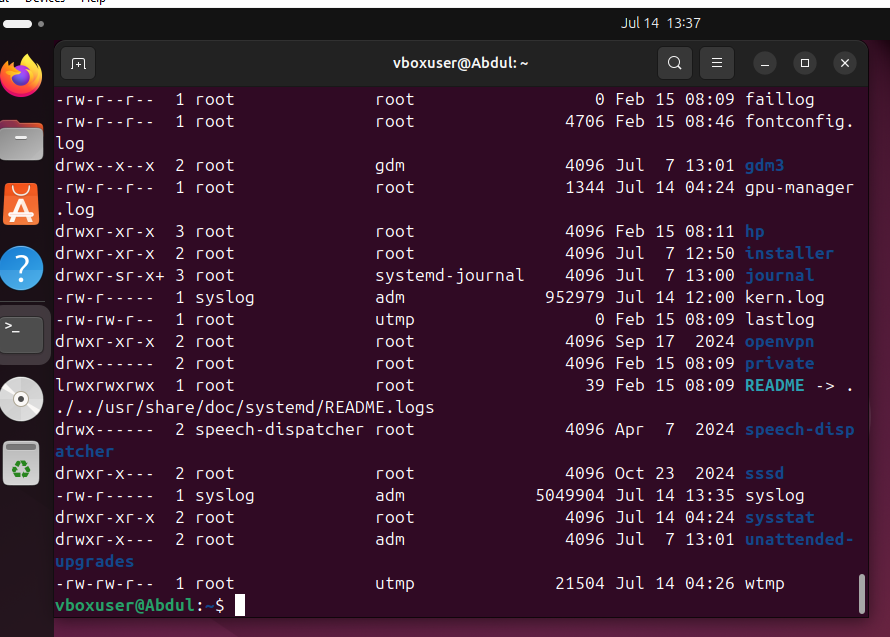 Devices Help
Jul 14 13:37
vboxuser@Abdul: ~
-rw-r--r-- 1 root root 0 Feb 15 08:09 faillog
-rw-r--r-- 1 root root 4706 Feb 15 08:46 fontconfig.
log
drwx--x--x 2 root gdm 4096 Jul 7 13:01 gdm3
-rw-r--r-- 1 root root 1344 Jul 14 04:24 gpu-manager
.log
drwxr-xr-x 3 root root 4096 Feb 15 08:11 hp
drwxr-xr-x 2 root root 4096 Jul 7 12:50 installer
drwxr-sr-x+ 3 root systemd-journal 4096 Jul 7 13:00 journal
-rw-r----- 1 syslog adm 952979 Jul 14 12:00 kern.log
-rw-rw-r-- 1 root utmp 0 Feb 15 08:09 lastlog
drwxr-xr-x 2 root root 4096 Sep 17 2024 openvpn
drwx------ 2 root root 4096 Feb 15 08:09 private
lrwxrwxrwx 1 root root 39 Feb 15 08:09 README -> .
./../usr/share/doc/systemd/README.logs
drwx------ 2 speech-dispatcher root 4096 Apr 7 2024 speech-disp
atcher
drwxr-x--- 2 root root 4096 Oct 23 2024 sssd
-rw-r----- 1 syslog adm 5049904 Jul 14 13:35 syslog
drwxr-xr-x 2 root root 4096 Jul 14 04:24 sysstat
drwxr-x--- 2 root adm 4096 Jul 7 13:01 unattended-
upgrades
-rw-rw-r-- 1 root utmp 21504 Jul 14 04:26 wtmp
vboxuser@Abdul:~$